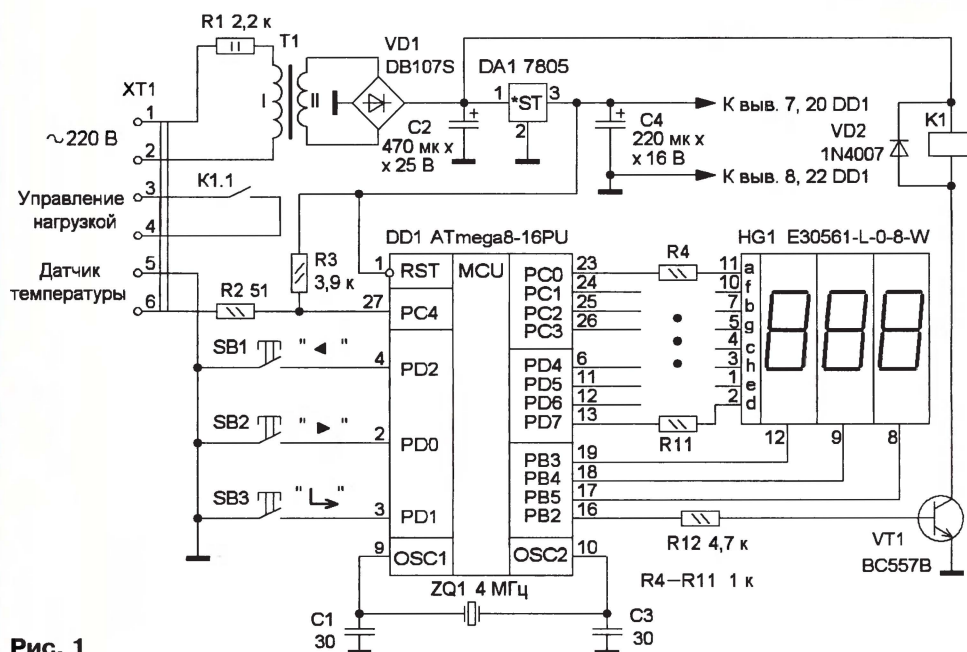 R1 2,2 к
T1
I
II
VD1
DB107S
DA1 7805
1
*ST
3
2
+
C2
470 мк х
х 25 В
+
C4
220 мк х
х 16 В
К выв. 7, 20 DD1
К выв. 8, 22 DD1
VD2
1N4007
K1
XT1
1
~220 В
2
3
K1.1
Управление
нагрузкой
4
Датчик
температуры
5
6
R2 51
R3
3,9 к
DD1 ATmega8-16PU
1
RST
MCU
27
PC4
SB1
"◄"
4
PD2
SB2
"►"
2
PD0
SB3
"↳"
3
PD1
9
OSC1
OSC2
10
PC0
23
PC1
24
PC2
25
PC3
26
PD4
6
PD5
11
PD6
12
PD7
13
PB3
19
PB4
18
PB5
17
PB2
16
R4
R11
HG1 E30561-L-0-8-W
11
a
10
f
7
b
5
g
4
c
3
h
1
e
2
d
12
9
8
R12 4,7 к
R4–R11 1 к
VT1
BC557B
ZQ1 4 МГц
C1
30
C3
30
Рис. 1